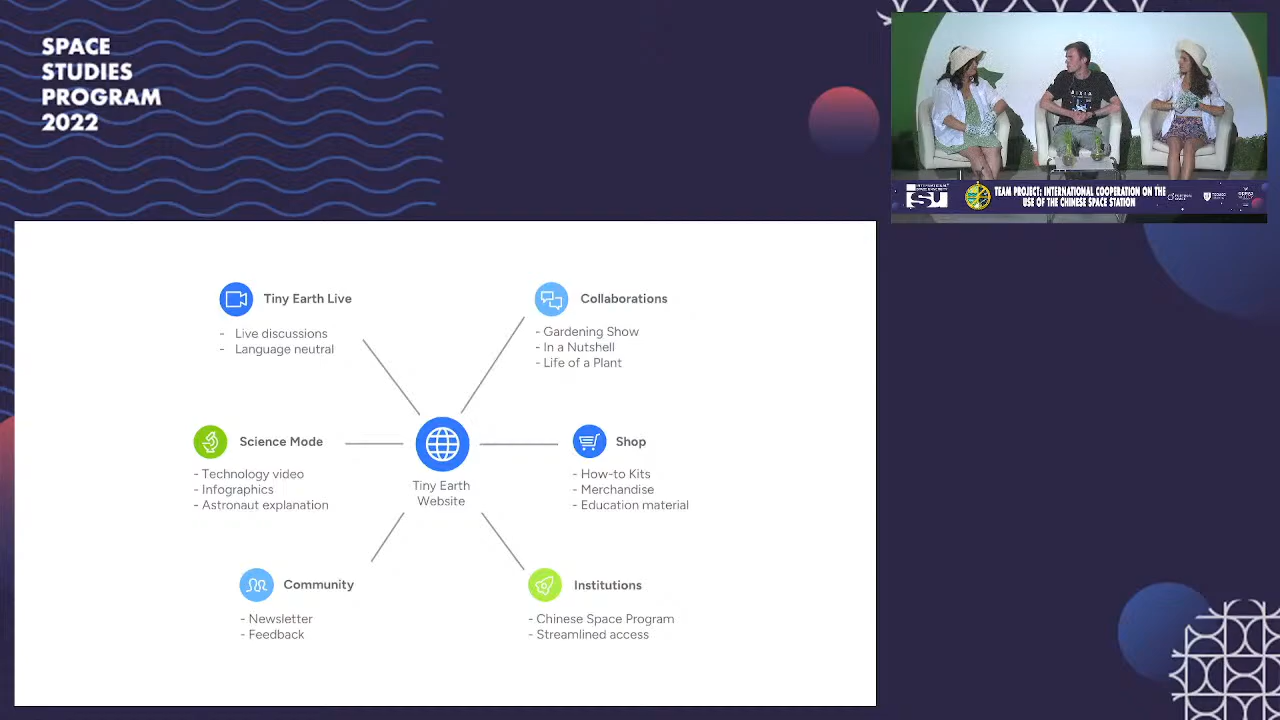 SPACE
STUDIES
PROGRAM
2022
ISU
TEAM PROJECT: INTERNATIONAL COOPERATION ON THE
USE OF THE CHINESE SPACE STATION
Tiny Earth Live
- Live discussions
- Language neutral
Collaborations
- Gardening Show
- In a Nutshell
- Life of a Plant
Science Mode
- Technology video
- Infographics
- Astronaut explanation
Tiny Earth
Website
Shop
- How-to Kits
- Merchandise
- Education material
Community
- Newsletter
- Feedback
Institutions
- Chinese Space Program
- Streamlined access